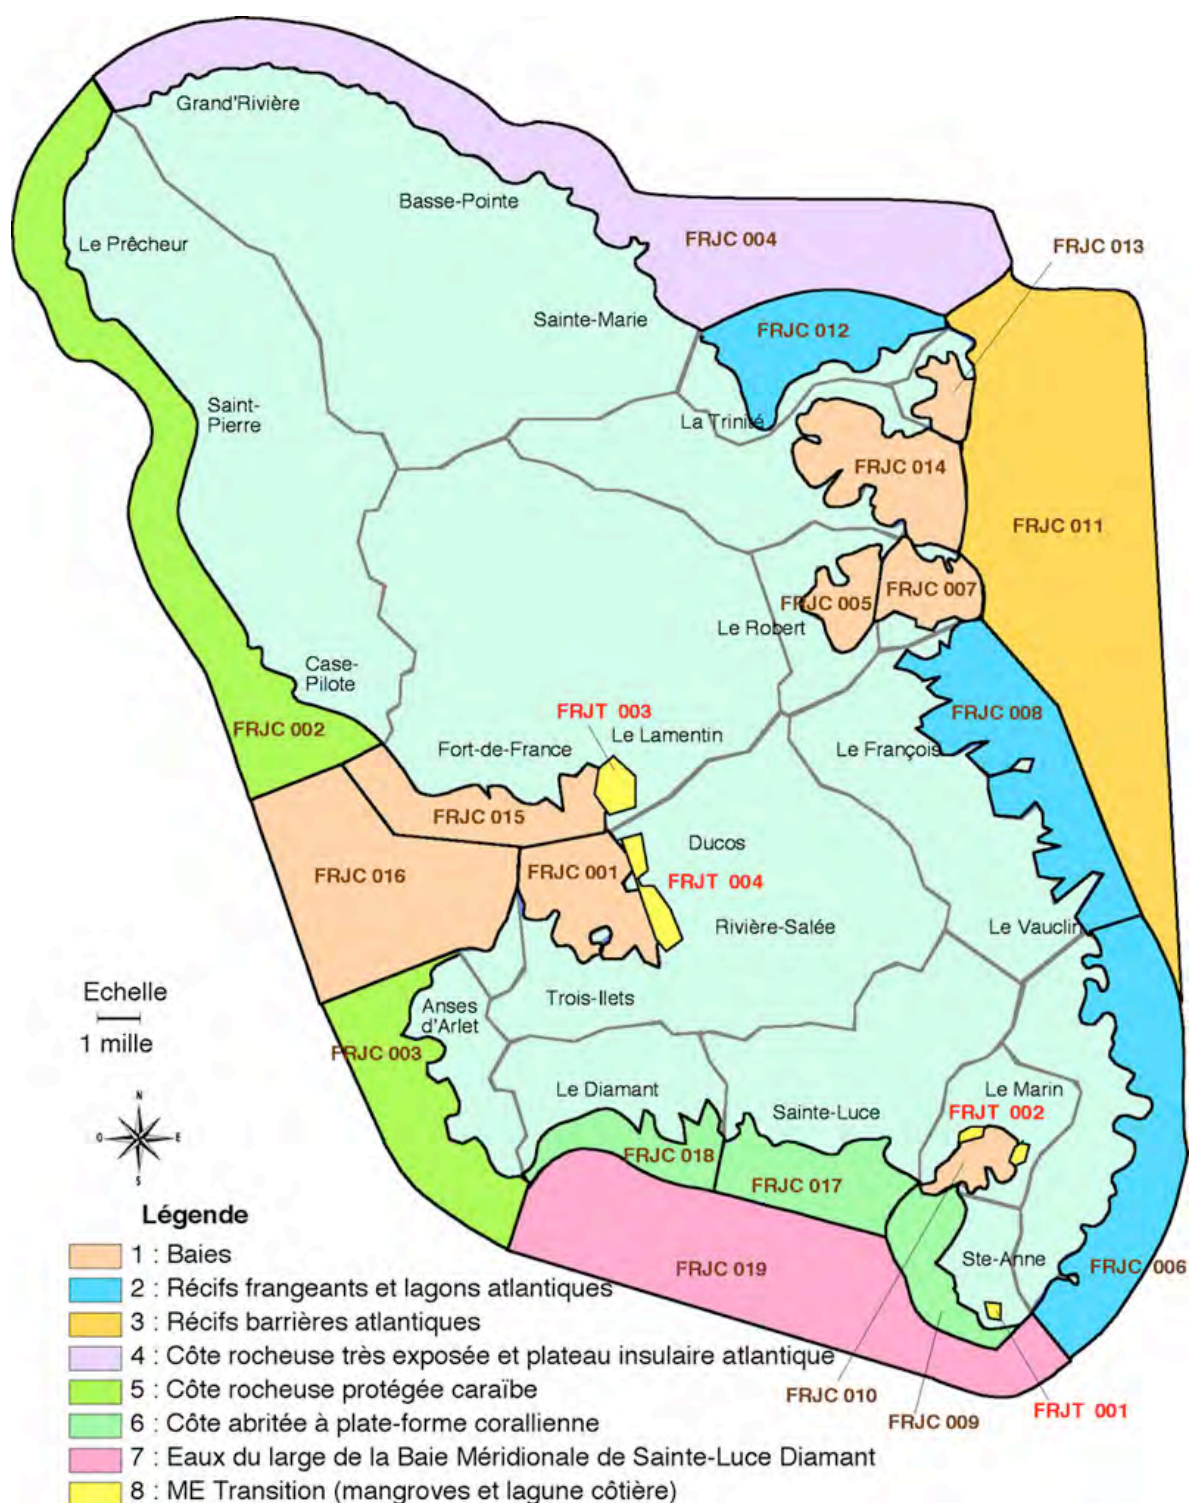 Grand'Rivière
Basse-Pointe
Le Prêcheur
FRJC 004
FRJC 013
Sainte-Marie
FRJC 012
Saint-
Pierre
La Trinité
FRJC 014
FRJC 011
FRJC 005
FRJC 007
Le Robert
Case-
Pilote
FRJC 002
FRJT 003
Le Lamentin
Fort-de-France
FRJC 008
Le François
FRJC 015
Ducos
FRJC 016
FRJC 001
FRJT 004
Rivière-Salée
Le Vauclin
Echelle
1 mille
Anses
d'Arlet
Trois-Ilets
FRJC 003
Le Diamant
Sainte-Luce
Le Marin
FRJT 002
N
O
E
S
FRJC 018
FRJC 017
Ste-Anne
FRJC 019
FRJC 006
Légende
1 : Baies
2 : Récifs frangeants et lagons atlantiques
3 : Récifs barrières atlantiques
4 : Côte rocheuse très exposée et plateau insulaire atlantique
5 : Côte rocheuse protégée caraïbe
FRJC 010
FRJC 009
FRJT 001
6 : Côte abritée à plate-forme corallienne
7 : Eaux du large de la Baie Méridionale de Sainte-Luce Diamant
8 : ME Transition (mangroves et lagune côtière)